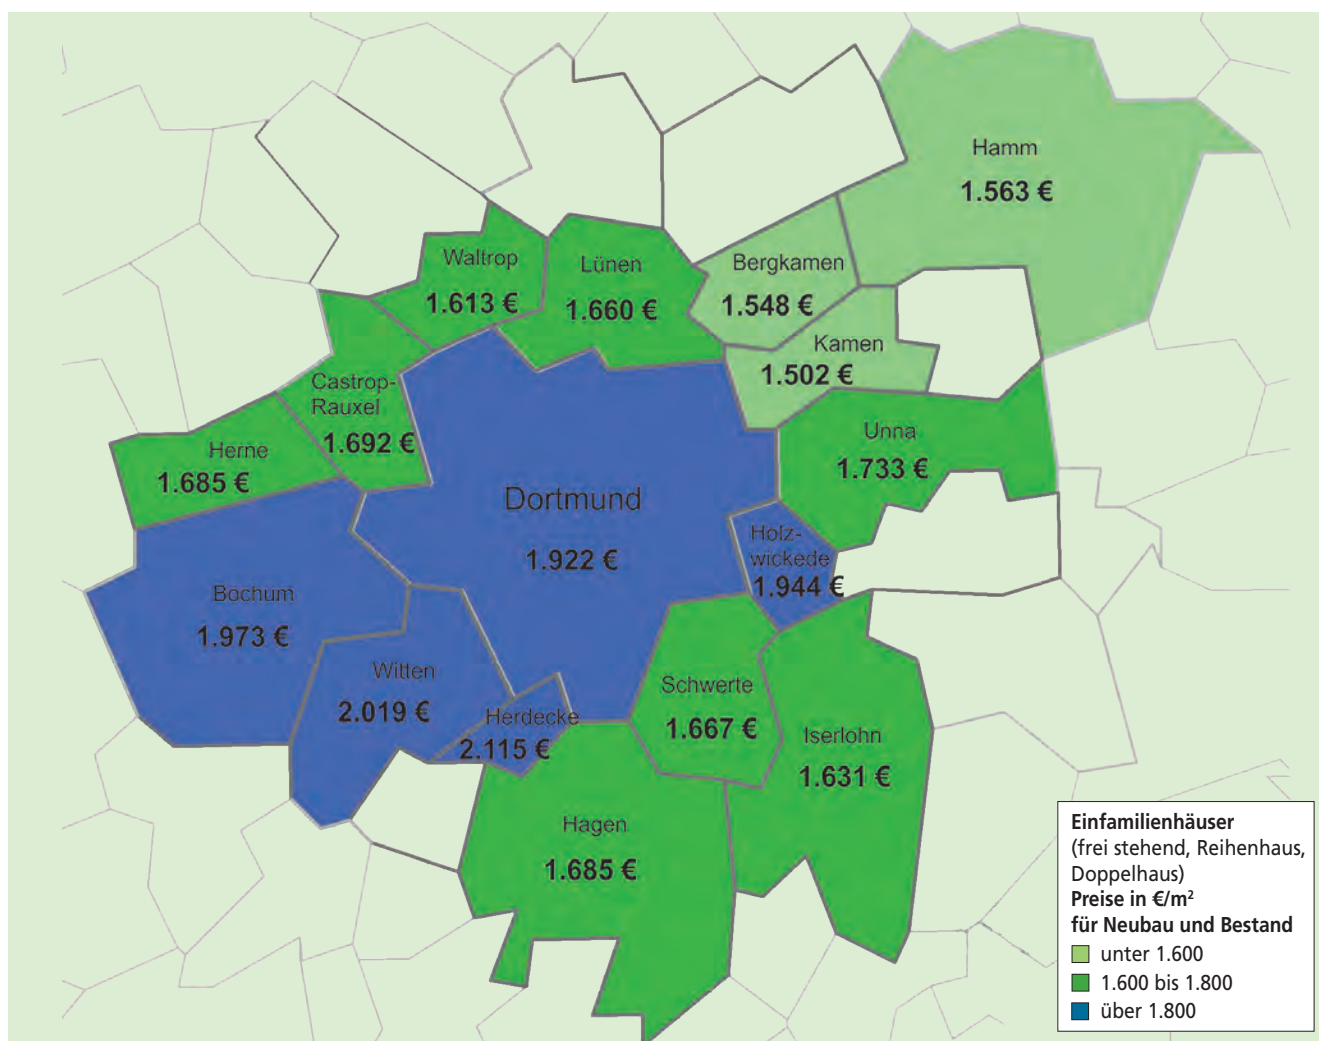 Hamm
1.563 €
Waltrop
1.613 €
Lünen
1.660 €
Bergkamen
1.548 €
Kamen
1.502 €
Castrop-
Rauxel
1.692 €
Herne
1.685 €
Unna
1.733 €
Dortmund
1.922 €
Holz-
wickede
1.944 €
Bochum
1.973 €
Witten
2.019 €
Herdecke
2.115 €
Schwerte
1.667 €
Iserlohn
1.631 €
Hagen
1.685 €
Einfamilienhäuser
(frei stehend, Reihenhaus,
Doppelhaus)
Preise in €/m²
für Neubau und Bestand
unter 1.600
1.600 bis 1.800
über 1.800